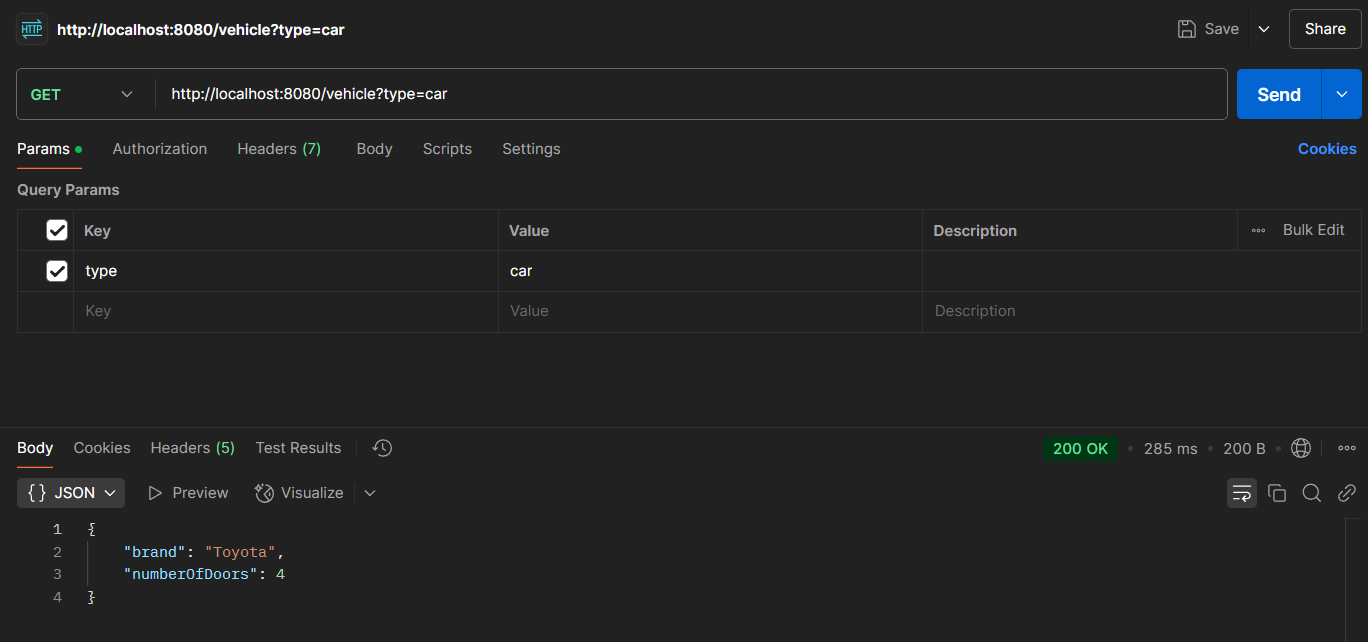 HTTP http://localhost:8080/vehicle?type=car Save Share
GET http://localhost:8080/vehicle?type=car Send
Params Authorization Headers (7) Body Scripts Settings Cookies
Query Params
Key Value Description Bulk Edit
type car
Key Value Description
Body Cookies Headers (5) Test Results 200 OK • 285 ms • 200 B •
{} JSON Preview Visualize
1 {
2 "brand": "Toyota",
3 "numberOfDoors": 4
4 }